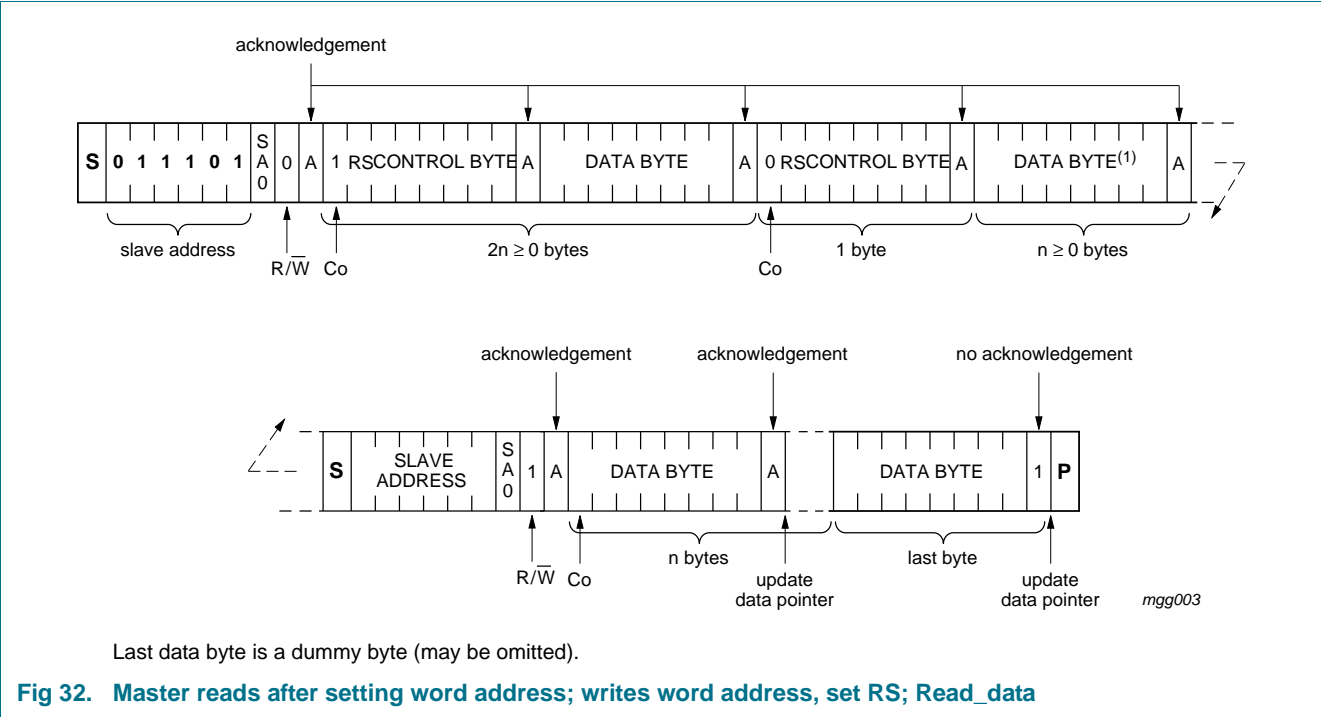 acknowledgement
S 0 1 1 1 0 1 SA0 0 A 1 RS CONTROL BYTE A DATA BYTE A 0 RS CONTROL BYTE A DATA BYTE(1) A
slave address 2n ≥ 0 bytes 1 byte n ≥ 0 bytes
R/W̅ Co Co
acknowledgement acknowledgement no acknowledgement
S SLAVE ADDRESS SA0 1 A DATA BYTE A DATA BYTE 1 P
n bytes last byte
R/W̅ Co update data pointer update data pointer mgg003
Last data byte is a dummy byte (may be omitted).
Fig 32. Master reads after setting word address; writes word address, set RS; Read_data